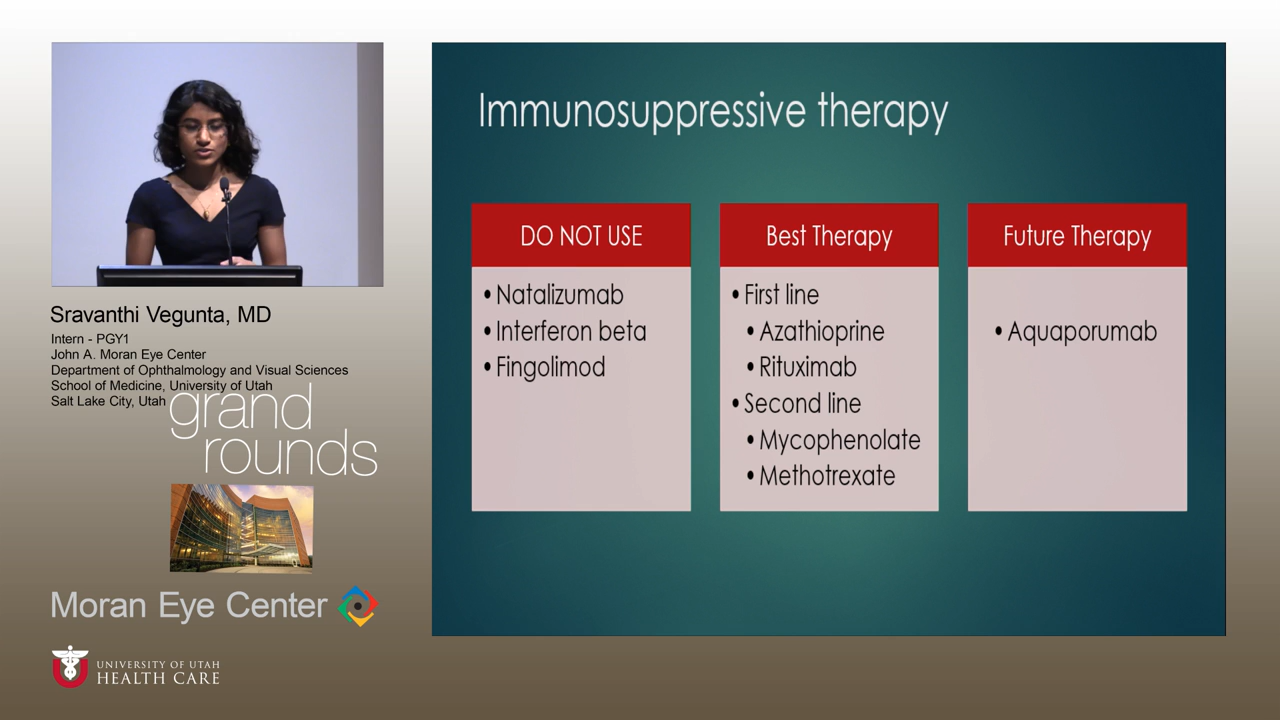 Immunosuppressive therapy
DO NOT USE
• Natalizumab
• Interferon beta
• Fingolimod
Best Therapy
• First line
• Azathioprine
• Rituximab
• Second line
• Mycophenolate
• Methotrexate
Future Therapy
• Aquaporumab
Sravanthi Vegunta, MD
Intern - PGY1
John A. Moran Eye Center
Department of Ophthalmology and Visual Sciences
School of Medicine, University of Utah
Salt Lake City, Utah
grand
rounds
Moran Eye Center
UNIVERSITY OF UTAH
HEALTH CARE